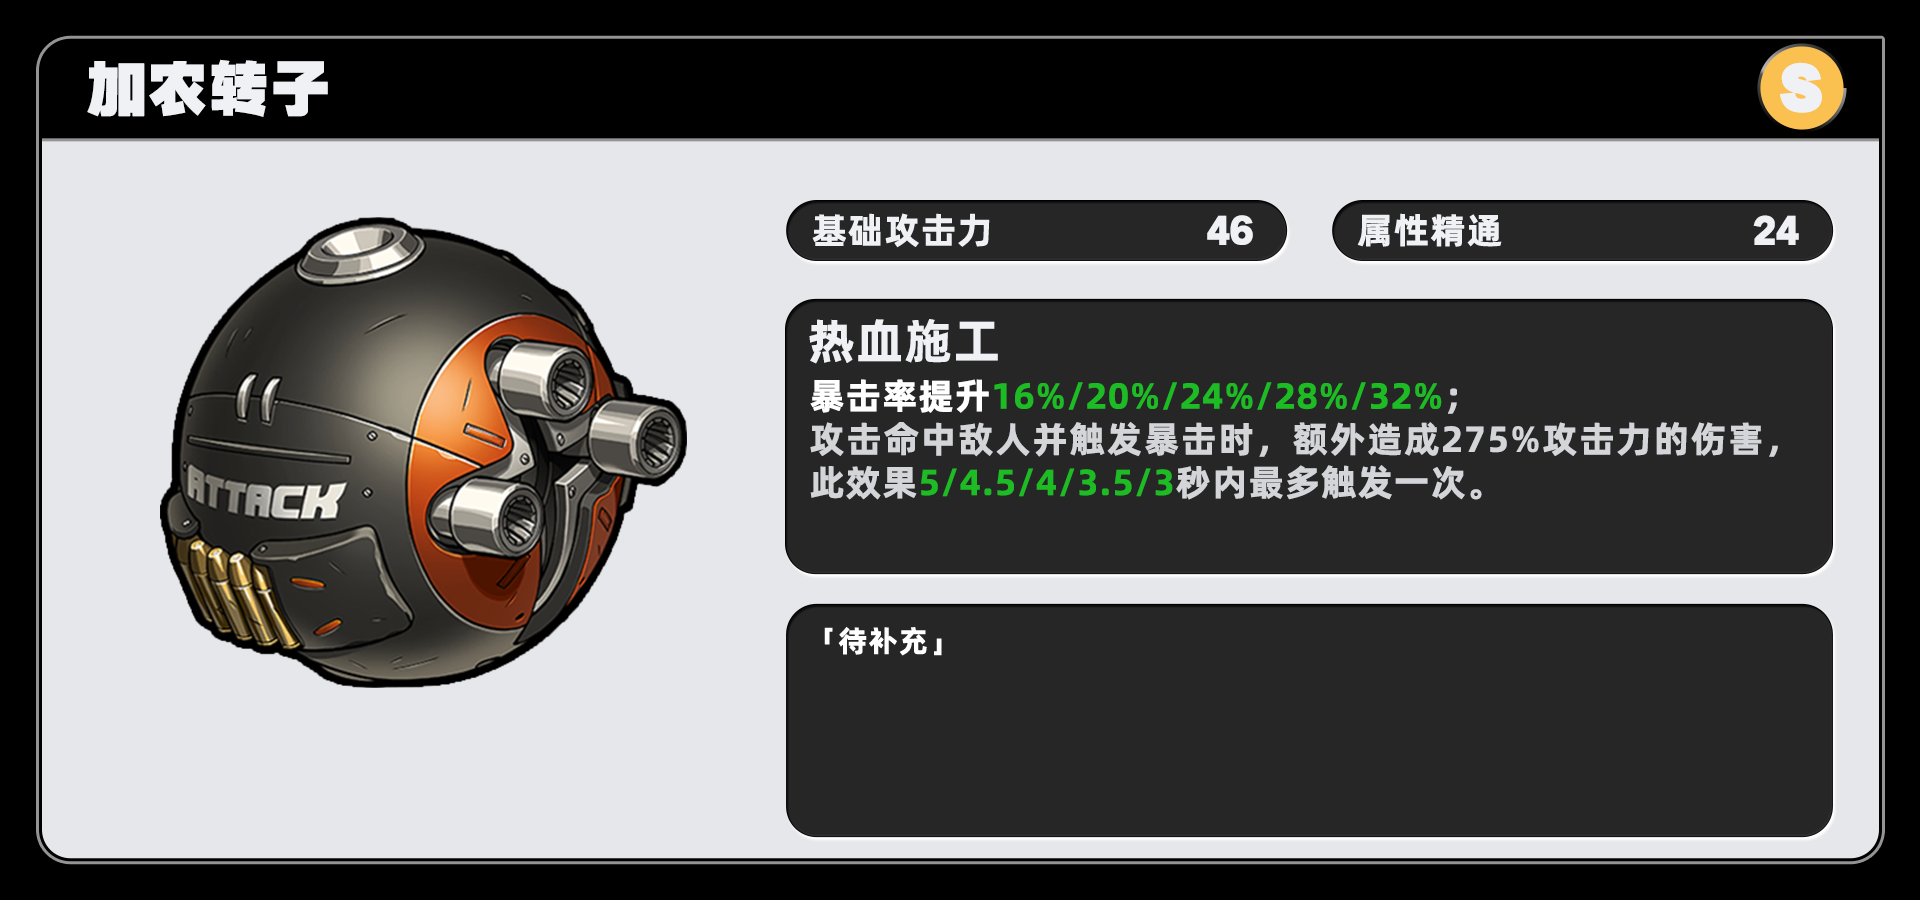 加农转子
S
基础攻击力 46
属性精通 24
热血施工
暴击率提升16%/20%/24%/28%/32%；
攻击命中敌人并触发暴击时，额外造成275%攻击力的伤害，
此效果5/4.5/4/3.5/3秒内最多触发一次。
ATTACK
「待补充」